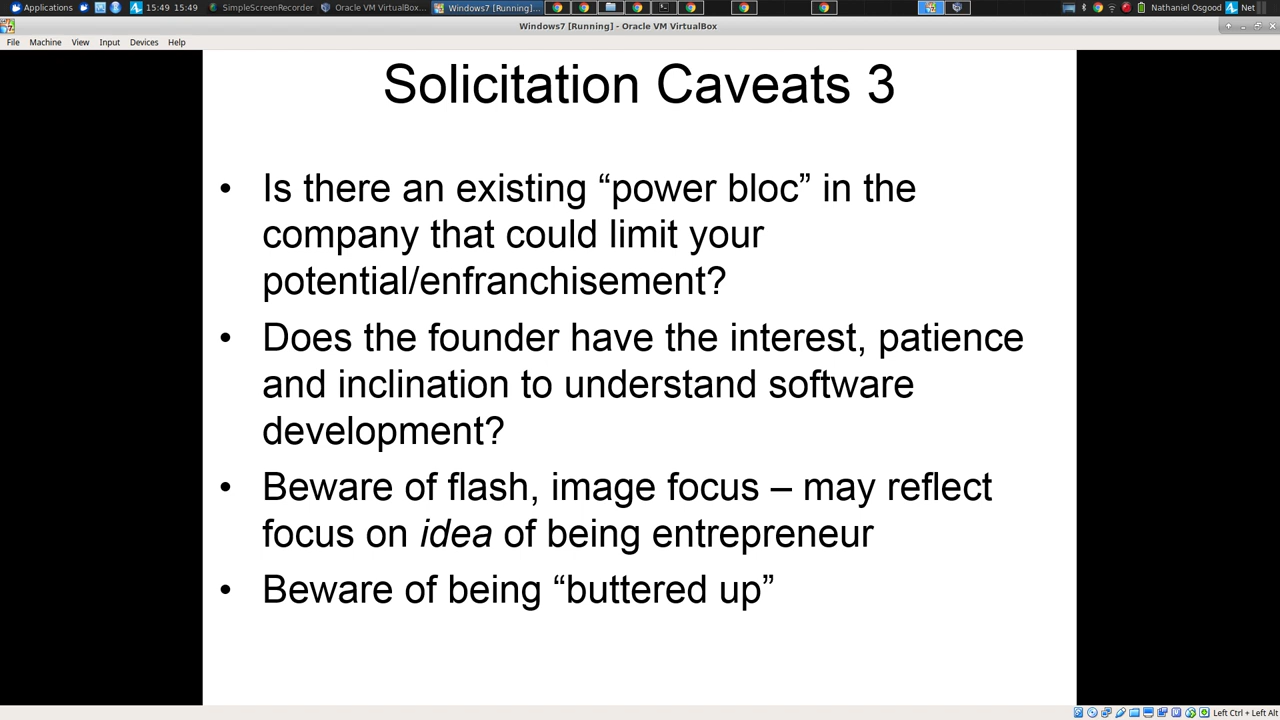 Applications
15:49 15:49
SimpleScreenRecorder
Oracle VM VirtualBox...
Windows7 [Running]...
Nathaniel Osgood
Net
Windows7 [Running] - Oracle VM VirtualBox
File Machine View Input Devices Help
Solicitation Caveats 3
• Is there an existing “power bloc” in the
company that could limit your
potential/enfranchisement?
• Does the founder have the interest, patience
and inclination to understand software
development?
• Beware of flash, image focus – may reflect
focus on idea of being entrepreneur
• Beware of being “buttered up”
Left Ctrl + Left Alt